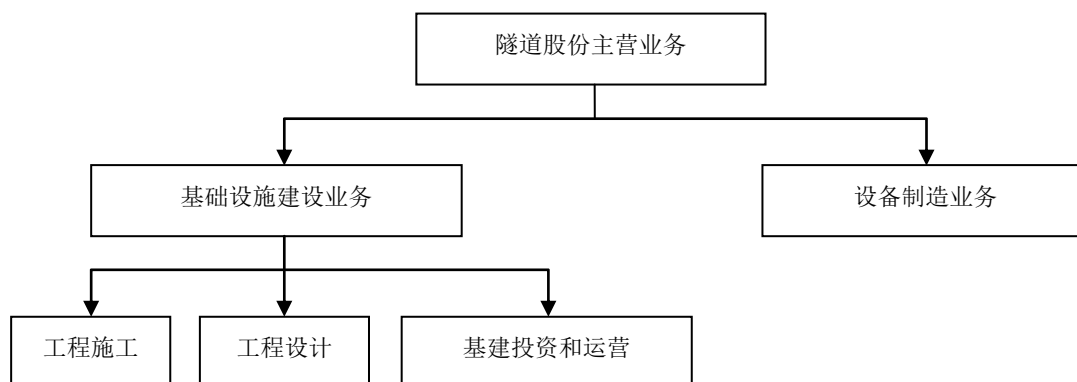 隧道股份主营业务
基础设施建设业务
设备制造业务
工程施工
工程设计
基建投资和运营